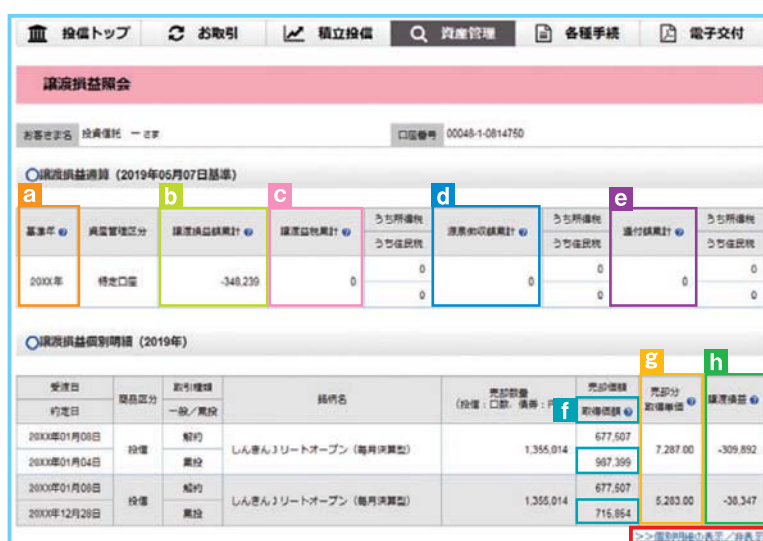 投信トップ お取引 積立投信 資産管理 各種手続 電子交付
譲渡損益照会
お客さま名 投資信託 一 さま 口座番号 00048-1-0814750
○譲渡損益通算（2019年05月07日基準）
a b c d e
基準年 資産管理区分 譲渡損益額累計 譲渡益税累計 うち所得税 源泉徴収額累計 うち所得税 還付額累計 うち所得税
うち住民税 うち住民税 うち住民税
20XX年 特定口座 -348,239 0 0 0 0 0 0
0 0 0
○譲渡損益個別明細（2019年）
g h
受渡日 商品区分 取引種類 銘柄名 売却数量 売却価額 売却分 譲渡損益
約定日 一般／累投 （投信：口数、債券：円 f 取得価額 取得単価
20XX年01月08日 投信 解約 しんきんJリートオープン（毎月決算型） 1,355,014 677,507 7,287.00 -309,892
20XX年01月04日 累投 987,399
20XX年01月08日 投信 解約 しんきんJリートオープン（毎月決算型） 1,355,014 677,507 5,283.00 -38,347
20XX年12月28日 累投 715,854
>>個別明細の表示／非表示